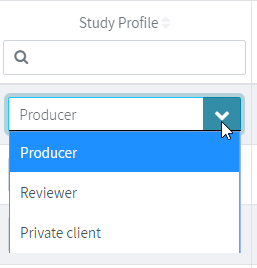 Study Profile
Producer
Producer
Reviewer
Private client